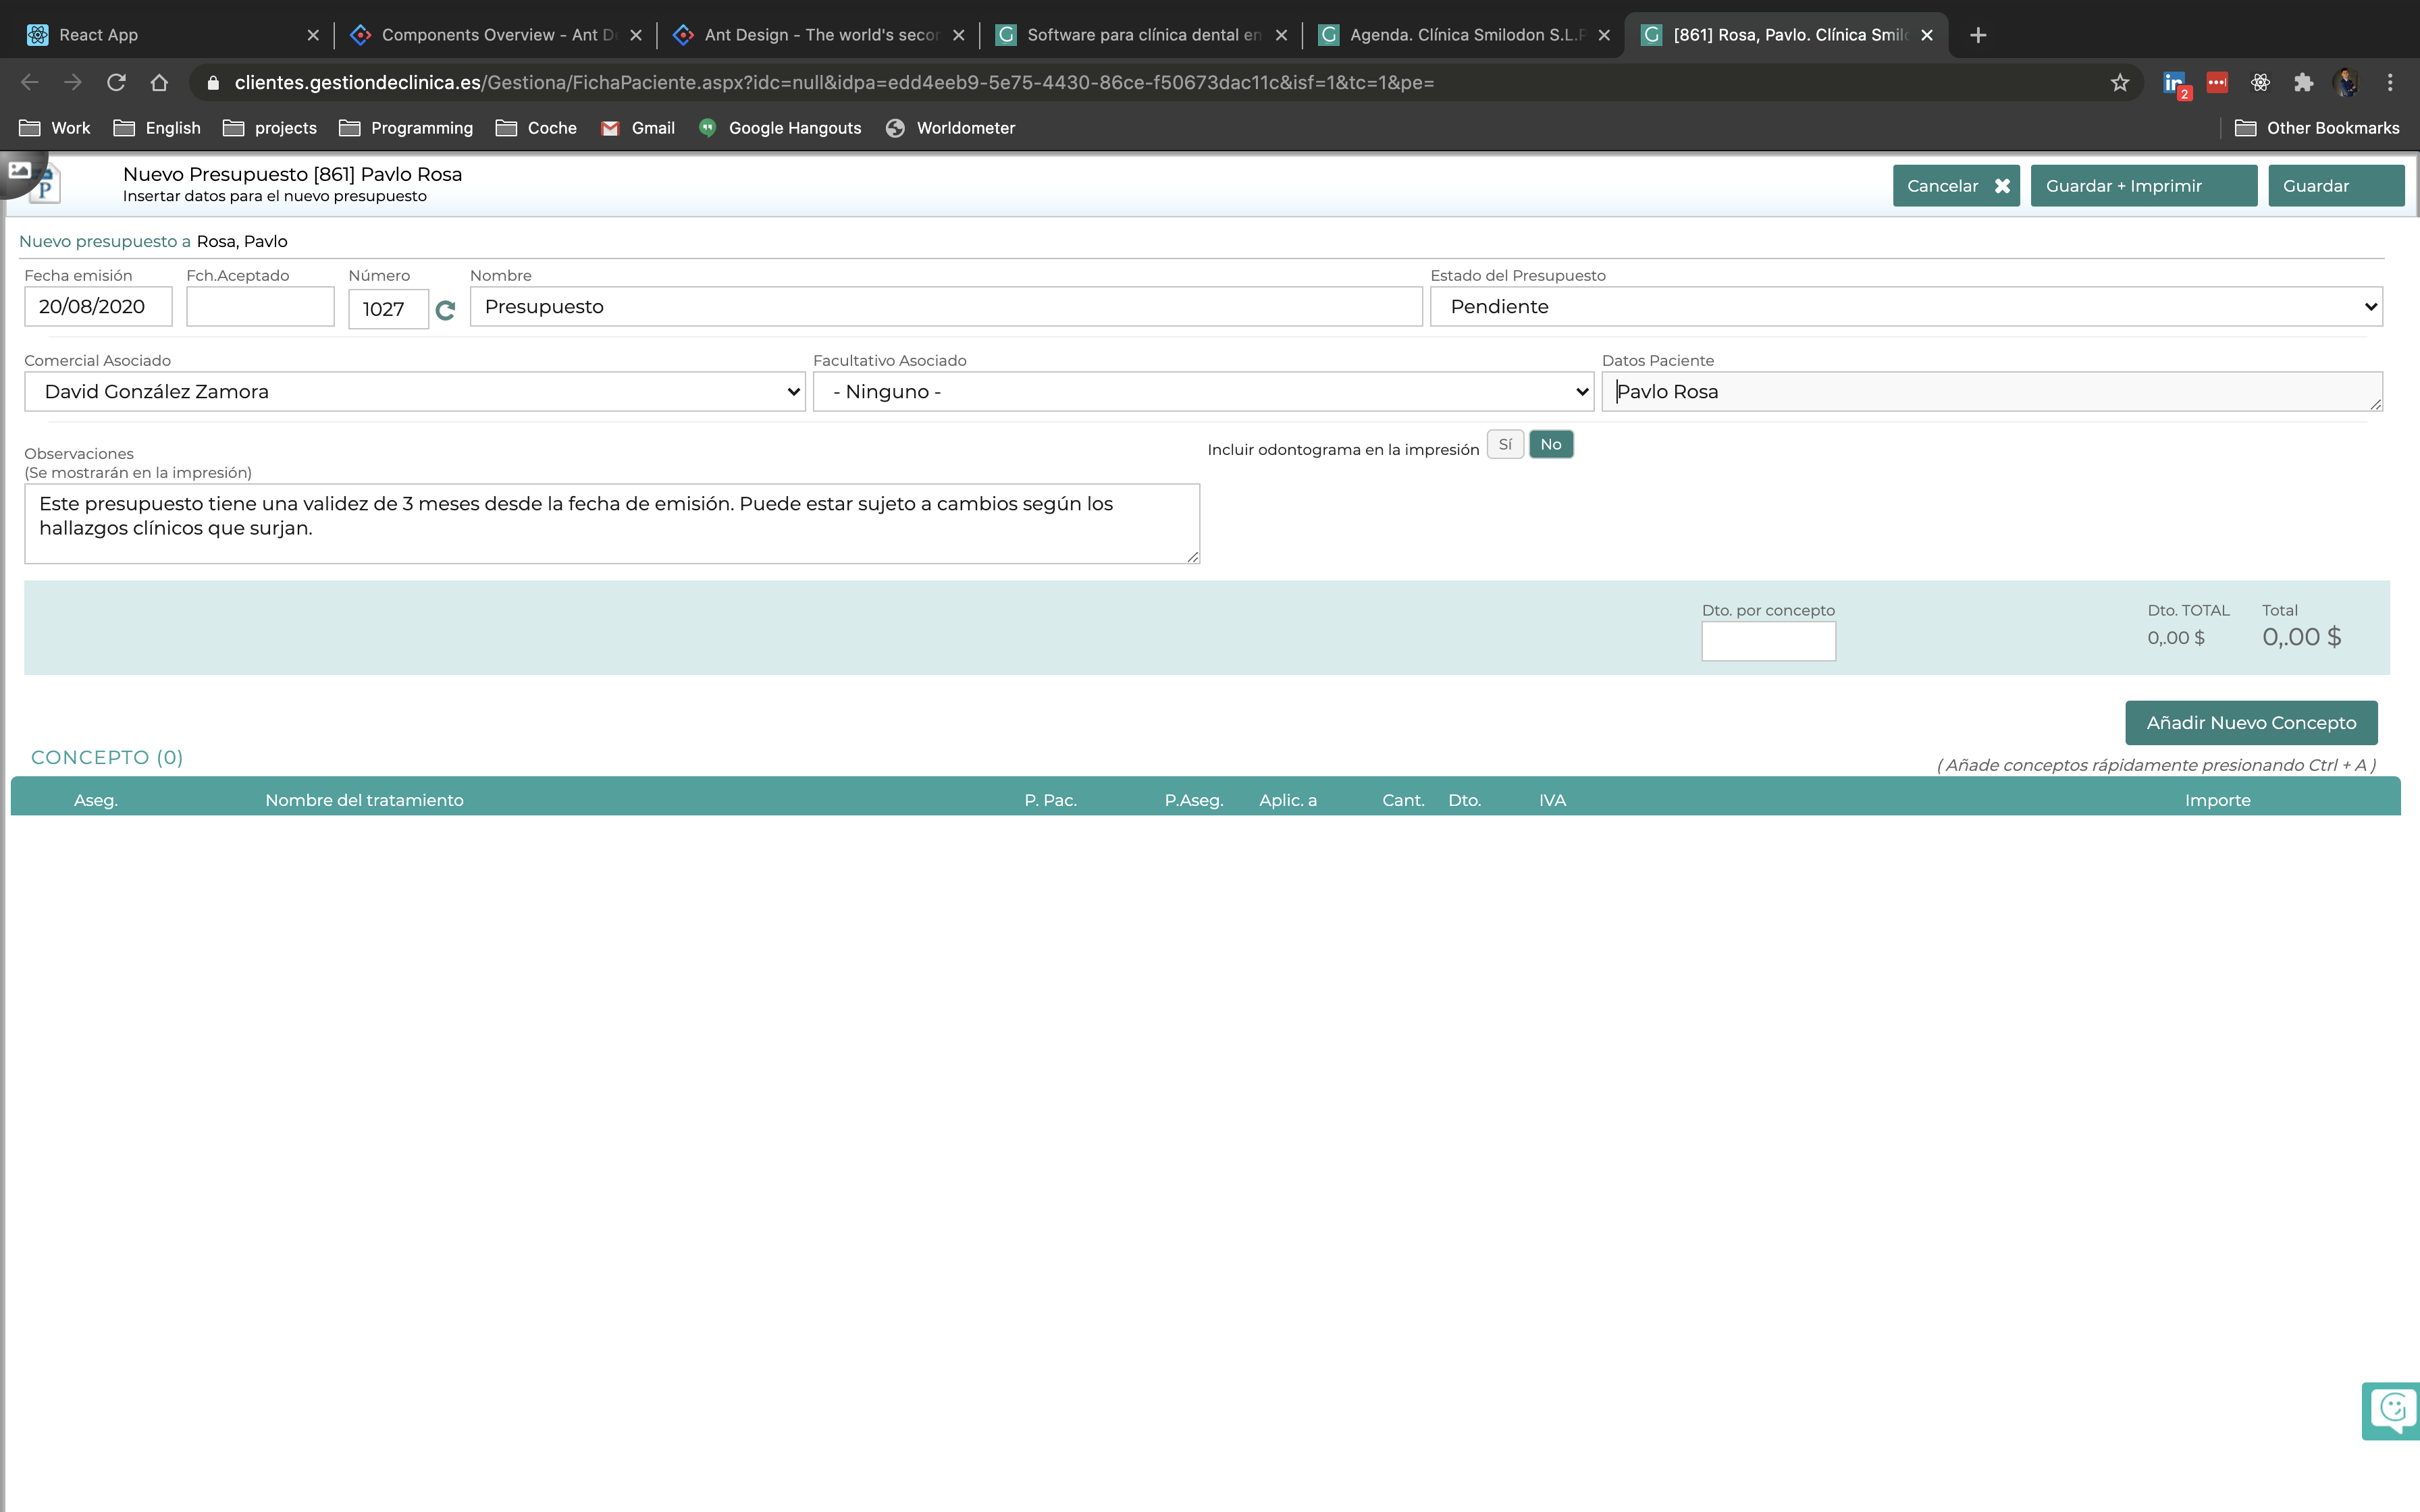 React App
Components Overview - Ant De
Ant Design - The world's secon
Software para clínica dental en
Agenda. Clínica Smilodon S.L.P
[861] Rosa, Pavlo. Clínica Smilo
clientes.gestiondeclinica.es/Gestiona/FichaPaciente.aspx?idc=null&idpa=edd4eeb9-5e75-4430-86ce-f50673dac11c&isf=1&tc=1&pe=
in 2
Work English projects Programming Coche Gmail Google Hangouts Worldometer Other Bookmarks
P
Nuevo Presupuesto [861] Pavlo Rosa
Insertar datos para el nuevo presupuesto
Cancelar Guardar + Imprimir Guardar
Nuevo presupuesto a Rosa, Pavlo
Fecha emisión Fch.Aceptado Número Nombre Estado del Presupuesto
20/08/2020 1027 Presupuesto Pendiente
Comercial Asociado Facultativo Asociado Datos Paciente
David González Zamora - Ninguno - Pavlo Rosa
Incluir odontograma en la impresión Sí No
Observaciones
(Se mostrarán en la impresión)
Este presupuesto tiene una validez de 3 meses desde la fecha de emisión. Puede estar sujeto a cambios según los
hallazgos clínicos que surjan.
Dto. por concepto Dto. TOTAL Total
0,.00 $ 0,.00 $
Añadir Nuevo Concepto
CONCEPTO (0)
( Añade conceptos rápidamente presionando Ctrl + A )
Aseg. Nombre del tratamiento P. Pac. P.Aseg. Aplic. a Cant. Dto. IVA Importe